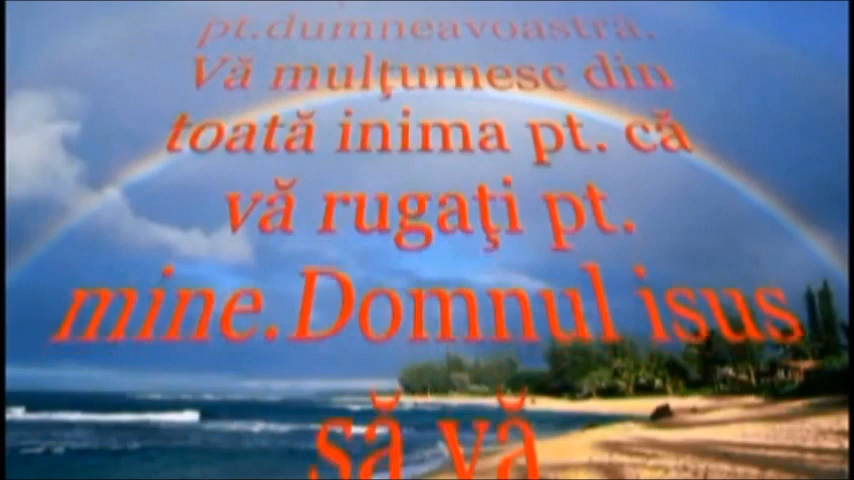 pt.dumneavoastră.
Vă mulţumesc din
toată inima pt. că
vă rugaţi pt.
mine.Domnul isus
să vă